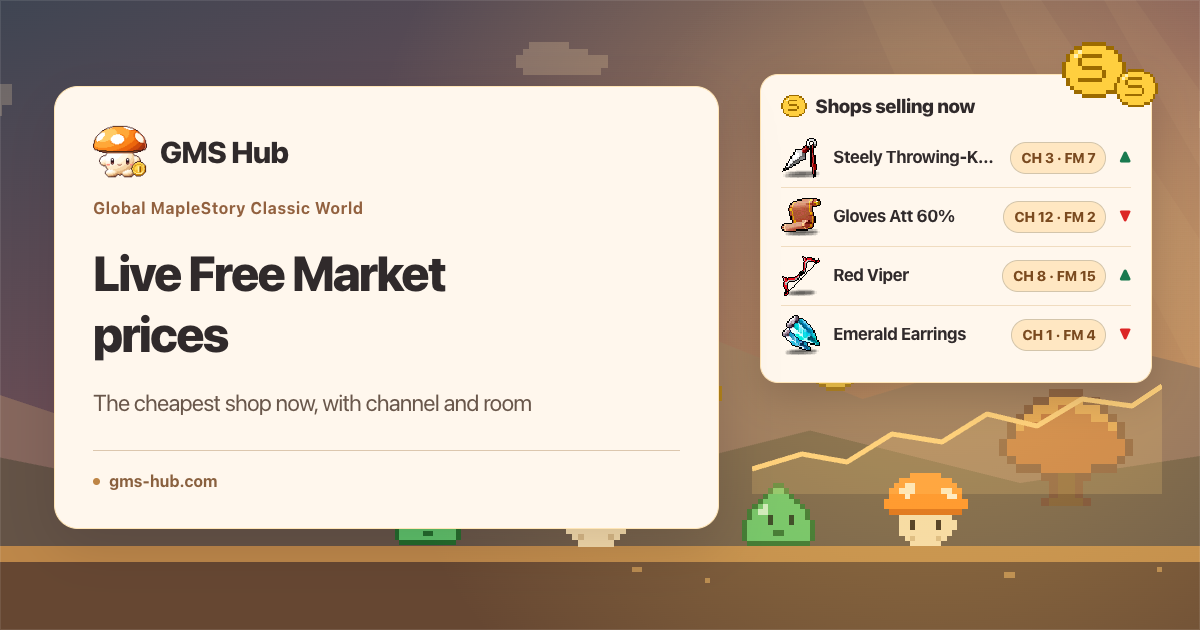 GMS Hub
Global MapleStory Classic World
Live Free Market
prices
The cheapest shop now, with channel and room
gms-hub.com
Shops selling now
Steely Throwing-K... CH 3 · FM 7
Gloves Att 60% CH 12 · FM 2
Red Viper CH 8 · FM 15
Emerald Earrings CH 1 · FM 4